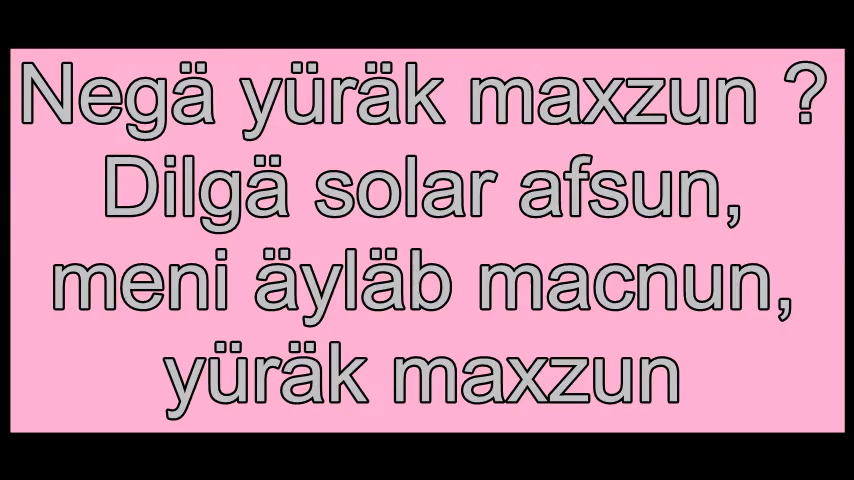 Negä yüräk maxzun ?
Dilgä solar afsun,
meni äyläb macnun,
yüräk maxzun